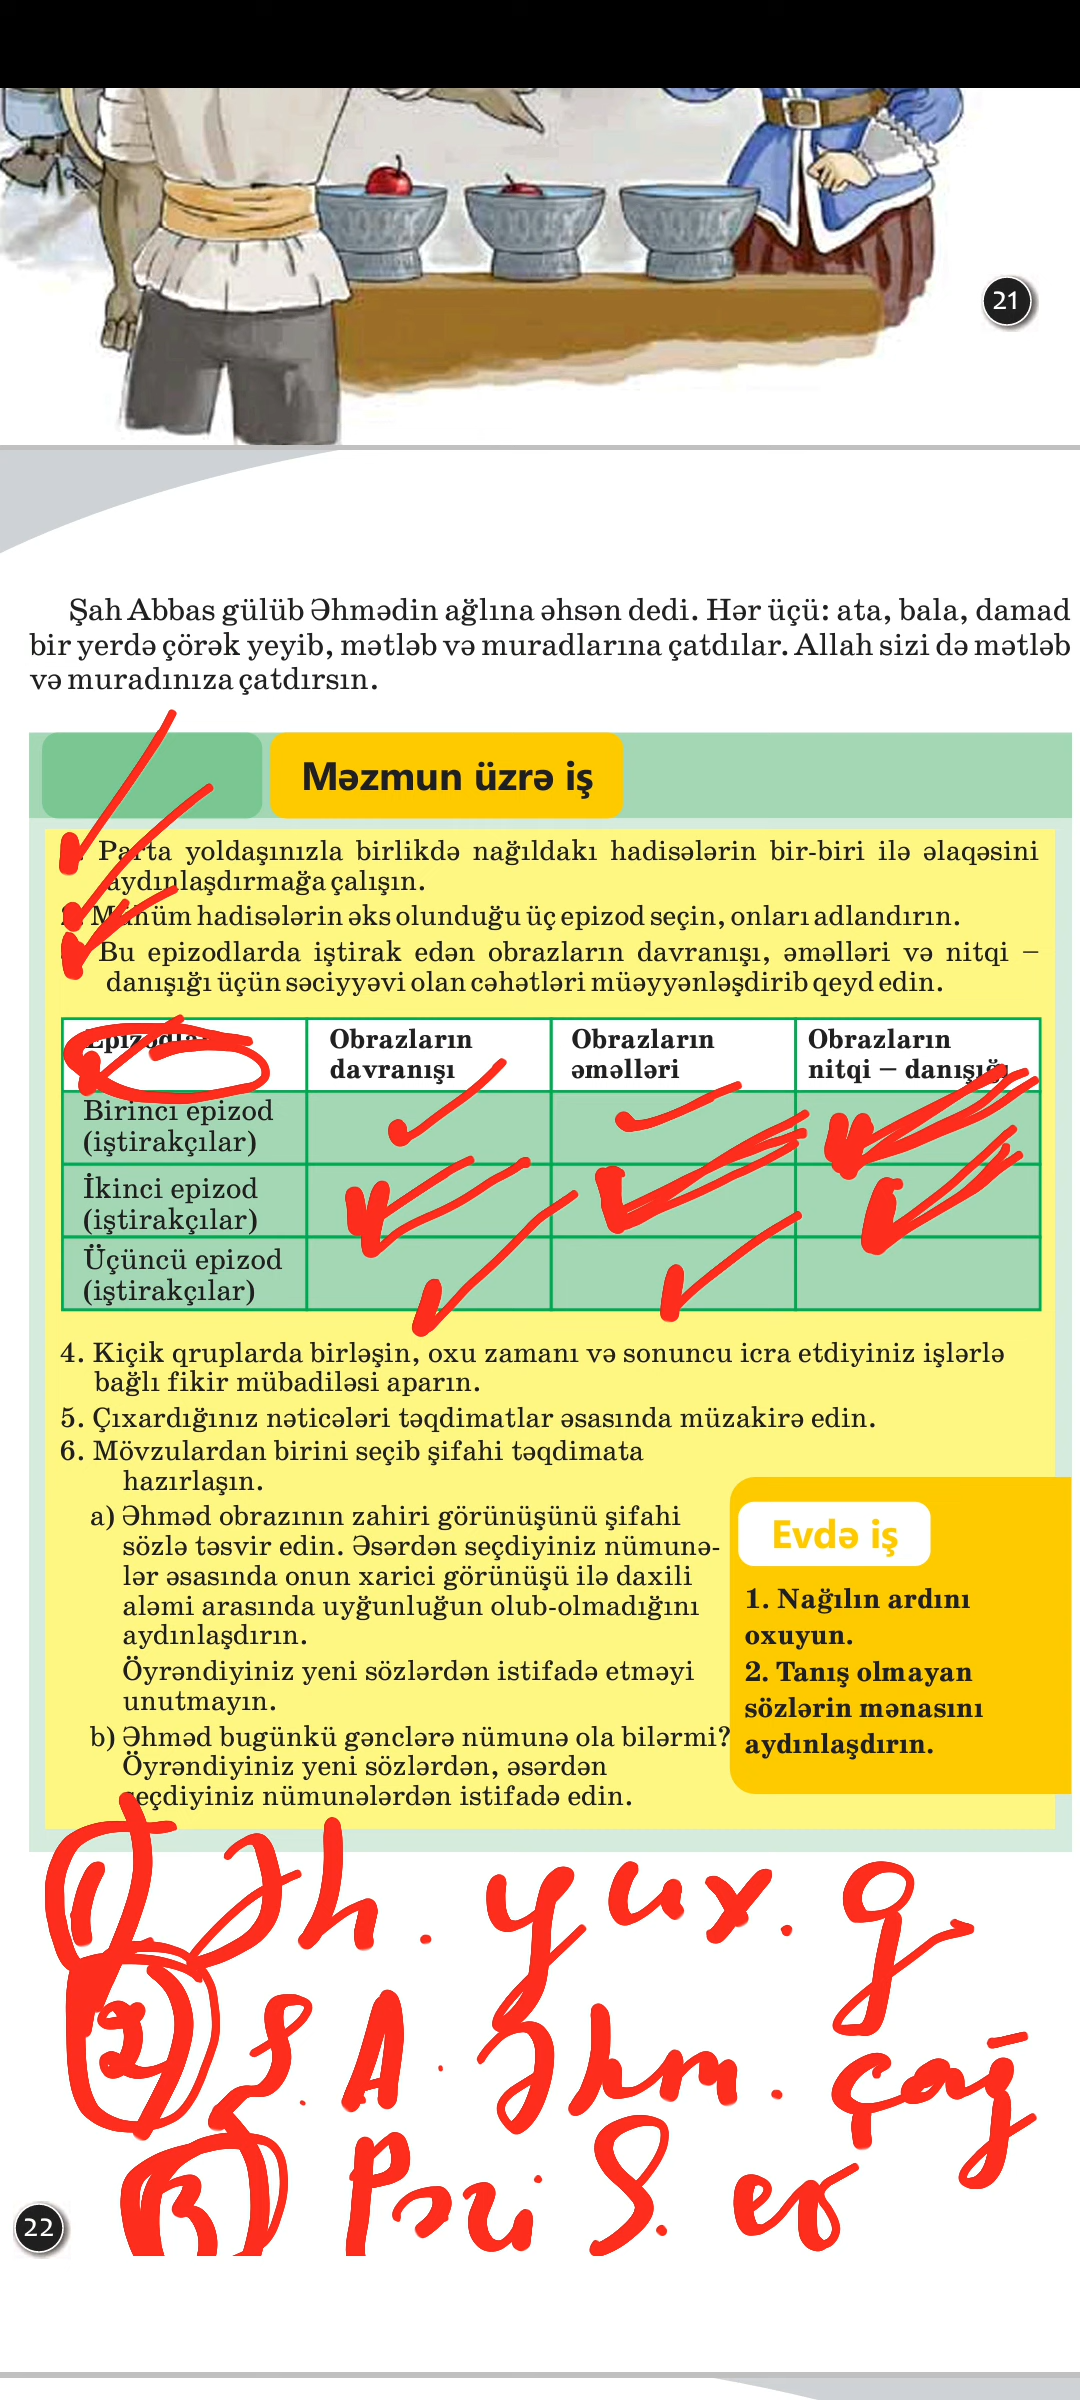 21
Şah Abbas gülüb Əhmədin ağlına əhsən dedi. Hər üçü: ata, bala, damad
bir yerdə çörək yeyib, mətləb və muradlarına çatdılar. Allah sizi də mətləb
və muradınıza çatdırsın.
Məzmun üzrə iş
Parta yoldaşınızla birlikdə nağıldakı hadisələrin bir-biri ilə əlaqəsini
aydınlaşdırmağa çalışın.
Mühüm hadisələrin əks olunduğu üç epizod seçin, onları adlandırın.
Bu epizodlarda iştirak edən obrazların davranışı, əməlləri və nitqi –
danışığı üçün səciyyəvi olan cəhətləri müəyyənləşdirib qeyd edin.
Obrazların davranışı
Obrazların əməlləri
Obrazların nitqi – danışığı
Birinci epizod
(iştirakçılar)
İkinci epizod
(iştirakçılar)
Üçüncü epizod
(iştirakçılar)
4. Kiçik qruplarda birləşin, oxu zamanı və sonuncu icra etdiyiniz işlərlə
bağlı fikir mübadiləsi aparın.
5. Çıxardığınız nəticələri təqdimatlar əsasında müzakirə edin.
6. Mövzulardan birini seçib şifahi təqdimata
hazırlaşın.
a) Əhməd obrazının zahiri görünüşünü şifahi
sözlə təsvir edin. Əsərdən seçdiyiniz nümunə-
lər əsasında onun xarici görünüşü ilə daxili
aləmi arasında uyğunluğun olub-olmadığını
aydınlaşdırın.
Öyrəndiyiniz yeni sözlərdən istifadə etməyi
unutmayın.
b) Əhməd bugünkü gənclərə nümunə ola bilərmi?
Öyrəndiyiniz yeni sözlərdən, əsərdən
seçdiyiniz nümunələrdən istifadə edin.
Evdə iş
1. Nağılın ardını
oxuyun.
2. Tanış olmayan
sözlərin mənasını
aydınlaşdırın.
1) Əh. yux. g
2) Ş. A. Əhm. çağ
3) Pəri Ş.
22